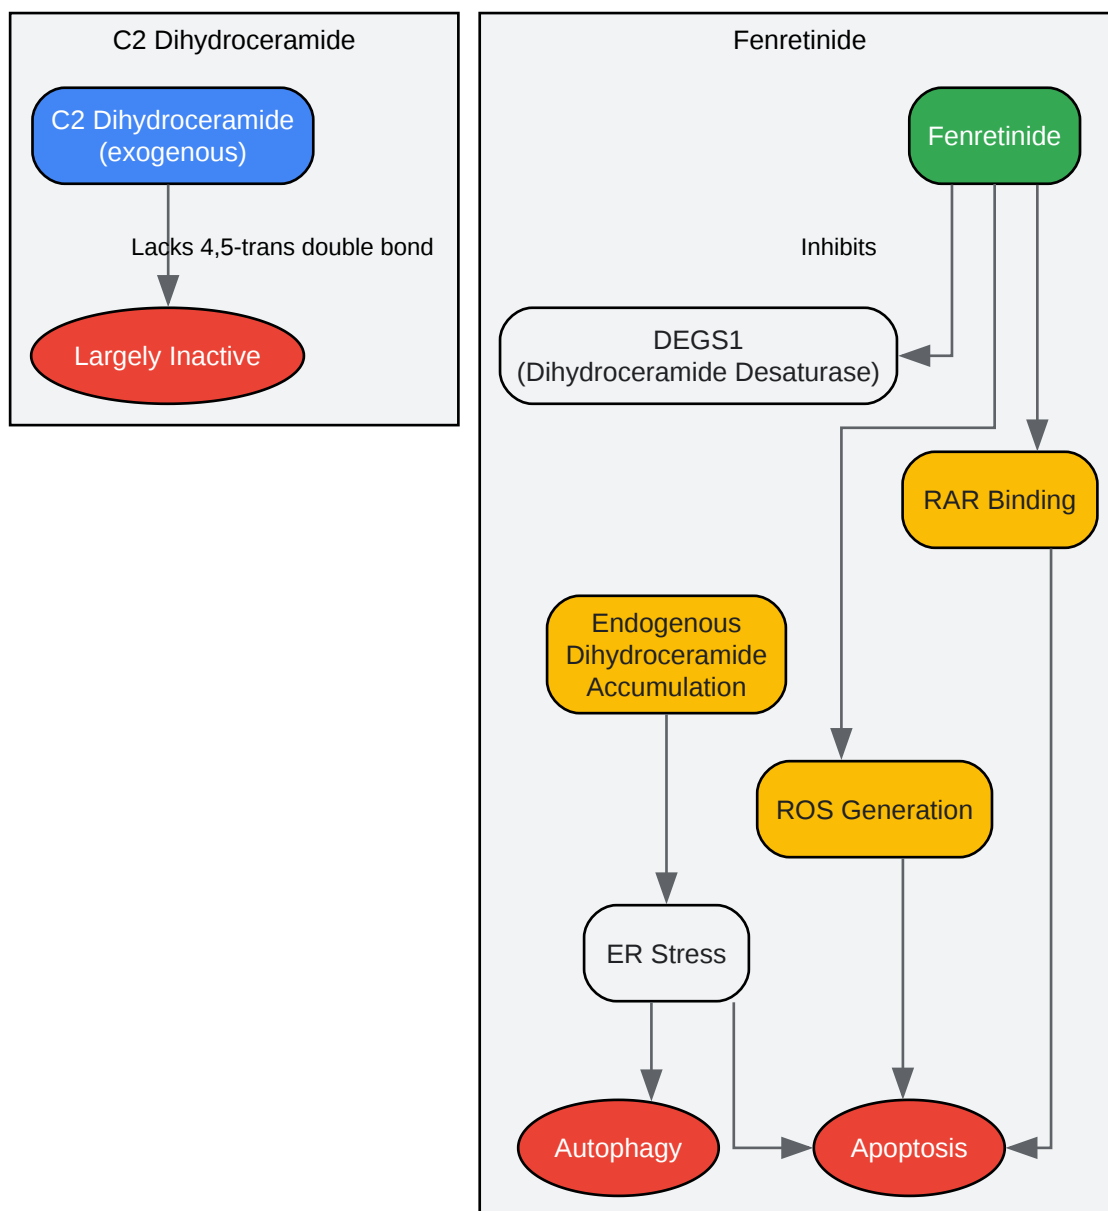 C2 Dihydroceramide
C2 Dihydroceramide
(exogenous)
Lacks 4,5-trans double bond
Largely Inactive
Fenretinide
Fenretinide
Inhibits
DEGS1
(Dihydroceramide Desaturase)
RAR Binding
Endogenous
Dihydroceramide
Accumulation
ROS Generation
ER Stress
Autophagy
Apoptosis